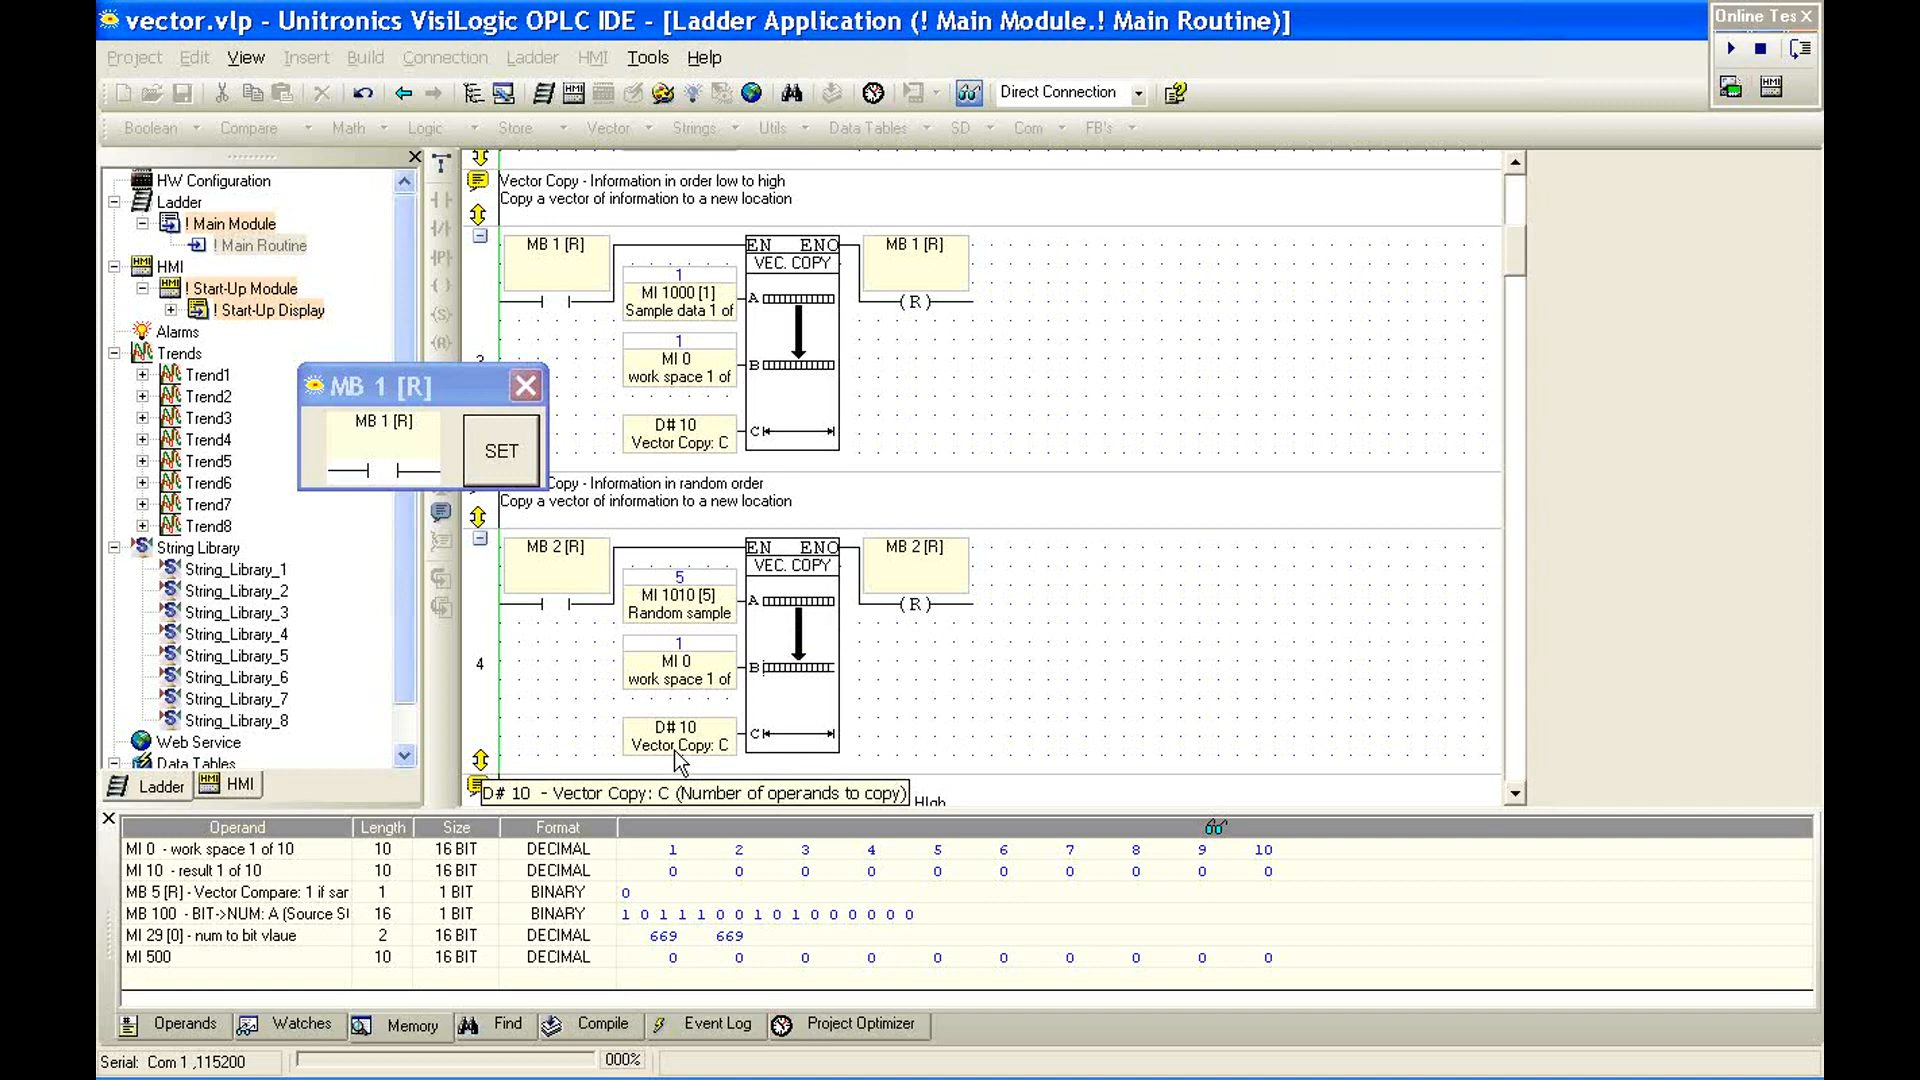 vector.vlp - Unitronics VisiLogic OPLC IDE - [Ladder Application (! Main Module.! Main Routine)]
Online Tes X
Project Edit View Insert Build Connection Ladder HMI Tools Help
HMI Direct Connection HMI
Boolean Compare Math Logic Store Vector Strings Utils Data Tables SD Com FB's
HW Configuration
Ladder
! Main Module
! Main Routine
HMI HMI
HMI ! Start-Up Module
! Start-Up Display
Alarms
Trends
Trend1
Trend2
Trend3
Trend4
Trend5
Trend6
Trend7
Trend8
String Library
String_Library_1
String_Library_2
String_Library_3
String_Library_4
String_Library_5
String_Library_6
String_Library_7
String_Library_8
Web Service
Data Tables
Ladder HMI HMI
MB 1 [R]
MB 1 [R]
SET
Vector Copy - Information in order low to high
Copy a vector of information to a new location
MB 1 [R] EN ENO MB 1 [R]
VEC. COPY
1
MI 1000 [1] A
Sample data 1 of
(R)
1
MI 0 B
work space 1 of
D# 10 C
Vector Copy: C
Copy - Information in random order
Copy a vector of information to a new location
MB 2 [R] EN ENO MB 2 [R]
VEC. COPY
5
MI 1010 [5] A
Random sample
(R)
1
4 MI 0 B
work space 1 of
D# 10 C
Vector Copy: C
D# 10 - Vector Copy: C (Number of operands to copy)
Operand Length Size Format
MI 0 - work space 1 of 10 10 16 BIT DECIMAL 1 2 3 4 5 6 7 8 9 10
MI 10 - result 1 of 10 10 16 BIT DECIMAL 0 0 0 0 0 0 0 0 0 0
MB 5 [R] - Vector Compare: 1 if sar 1 1 BIT BINARY 0
MB 100 - BIT->NUM: A (Source St 16 1 BIT BINARY 1 0 1 1 1 0 0 1 0 1 0 0 0 0 0 0
MI 29 [0] - num to bit vlaue 2 16 BIT DECIMAL 669 669
MI 500 10 16 BIT DECIMAL 0 0 0 0 0 0 0 0 0 0
Operands Watches Memory Find Compile Event Log Project Optimizer
Serial: Com 1 ,115200 000%